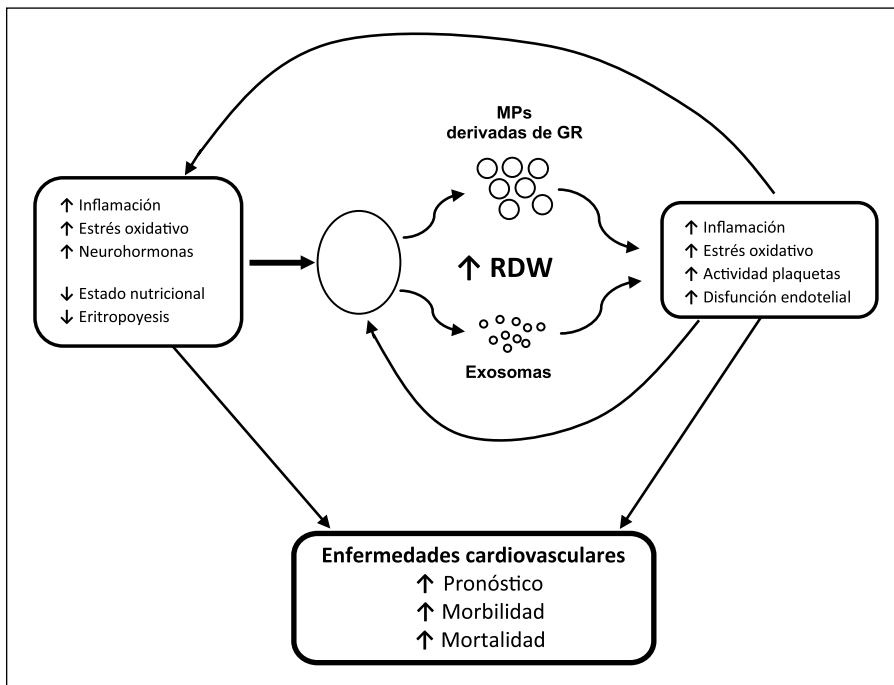 MPs
derivadas de GR
↑ Inflamación
↑ Estrés oxidativo
↑ Neurohormonas
↓ Estado nutricional
↓ Eritropoyesis
↑ RDW
Exosomas
↑ Inflamación
↑ Estrés oxidativo
↑ Actividad plaquetas
↑ Disfunción endotelial
Enfermedades cardiovasculares
↑ Pronóstico
↑ Morbilidad
↑ Mortalidad